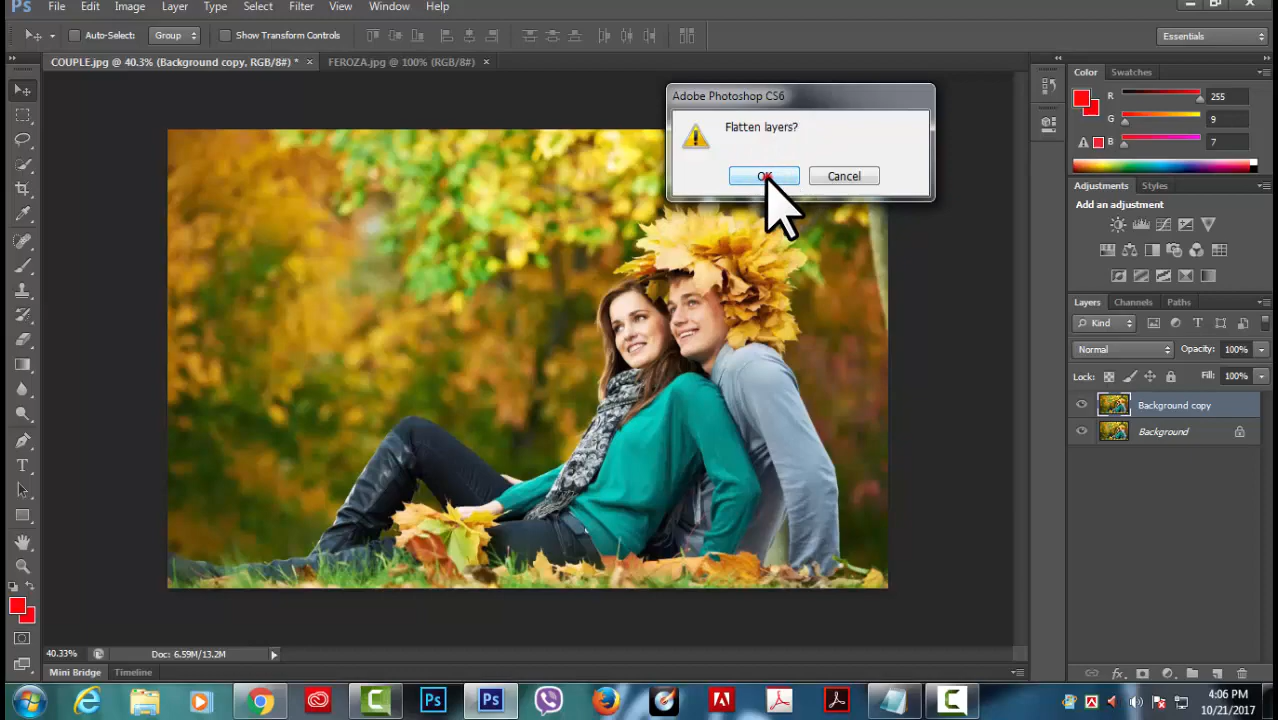 Ps File Edit Image Layer Type Select Filter View Window Help
Auto-Select: Group Show Transform Controls Essentials
COUPLE.jpg @ 40.3% (Background copy, RGB/8#) * × FEROZA.jpg @ 100% (RGB/8#) ×
Adobe Photoshop CS6
Flatten layers?
OK Cancel
Color Swatches
R 255
G 9
B 7
Adjustments Styles
Add an adjustment
Layers Channels Paths
Kind
Normal Opacity: 100%
Lock: Fill: 100%
Background copy
Background
40.33% Doc: 6.59M/13.2M
Mini Bridge Timeline
Ps Ps
4:06 PM
10/21/2017